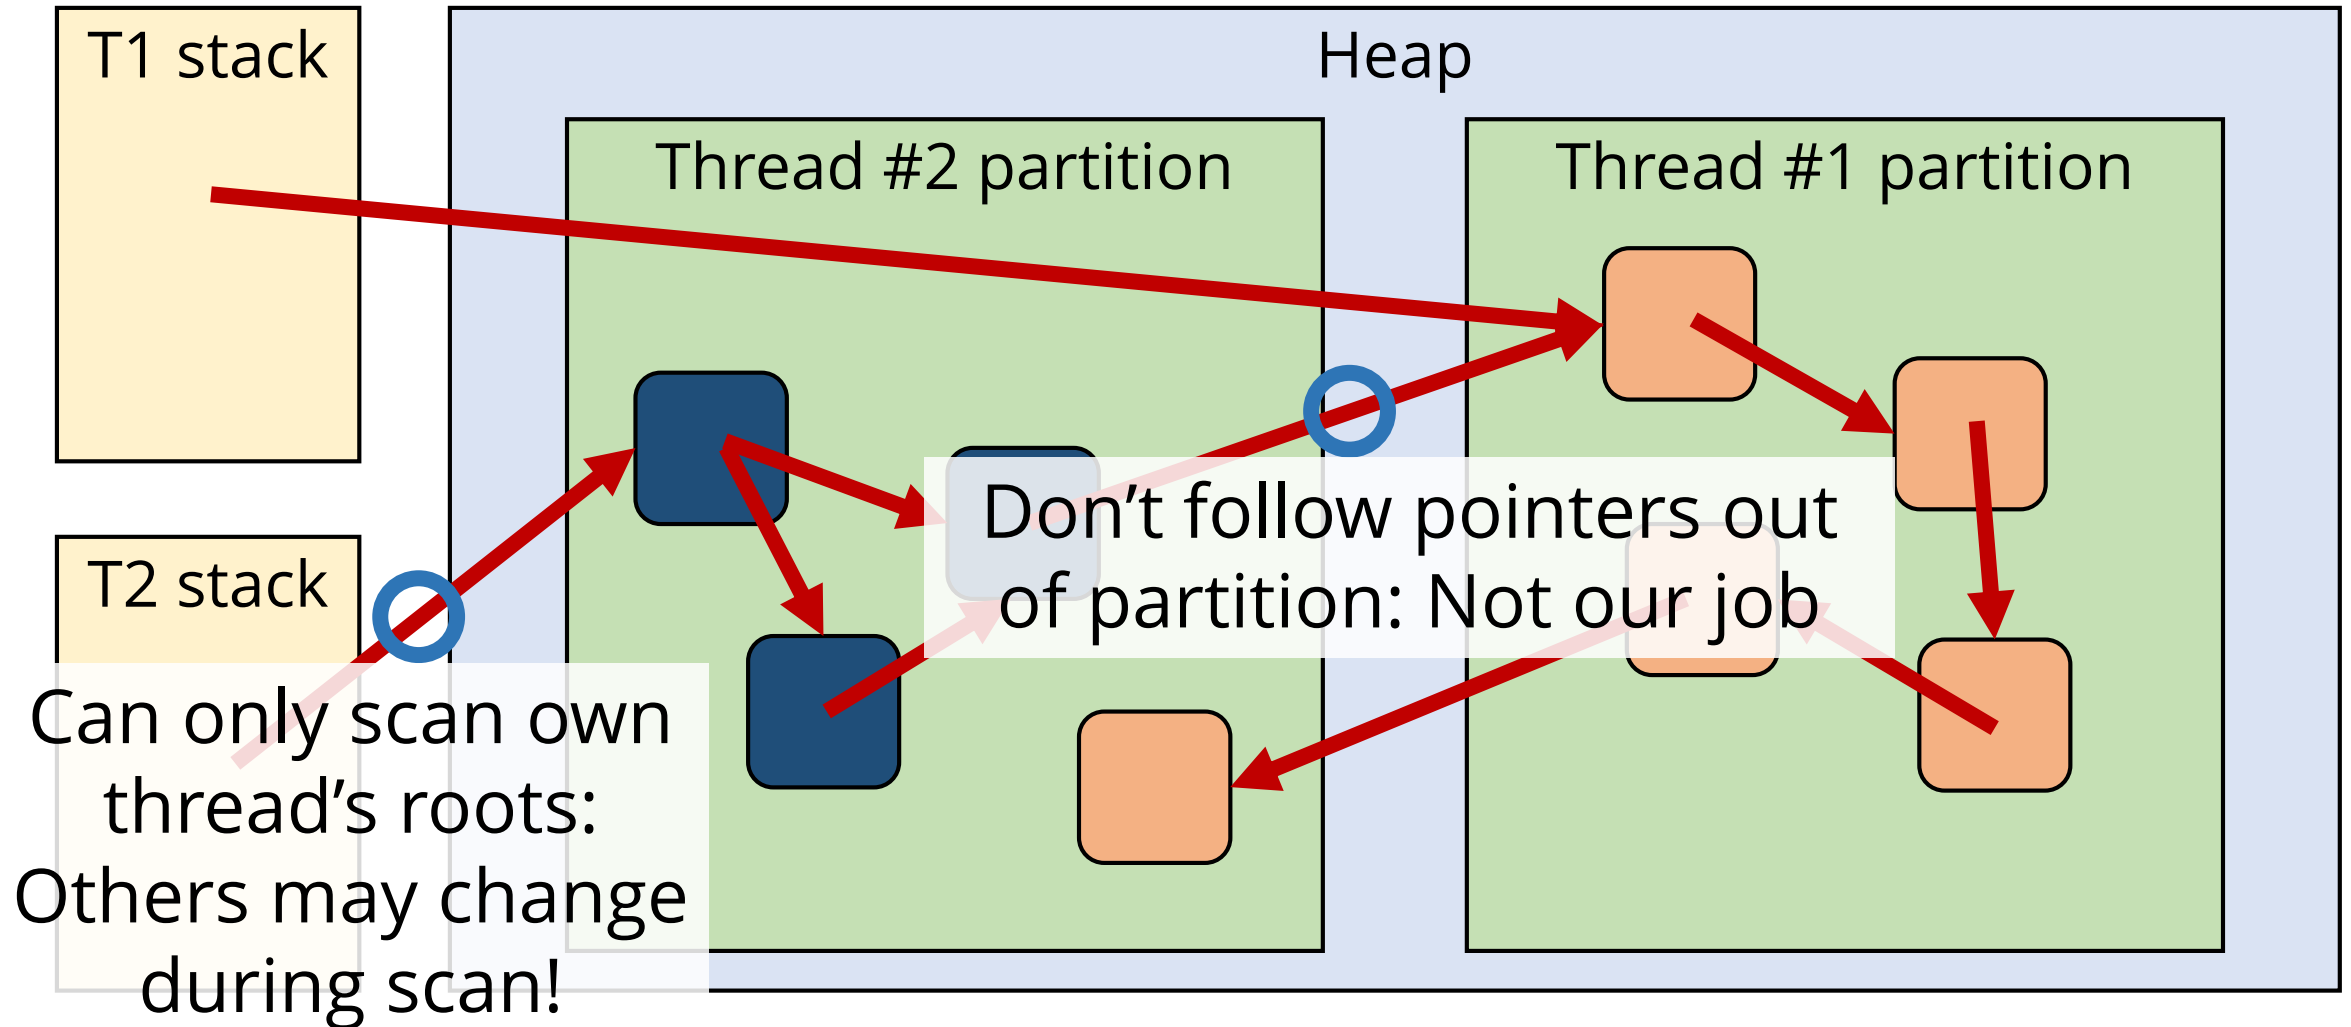 T1 stack
Heap
Thread #2 partition
Thread #1 partition
Don’t follow pointers out
of partition: Not our job
T2 stack
Can only scan own
thread’s roots:
Others may change
during scan!